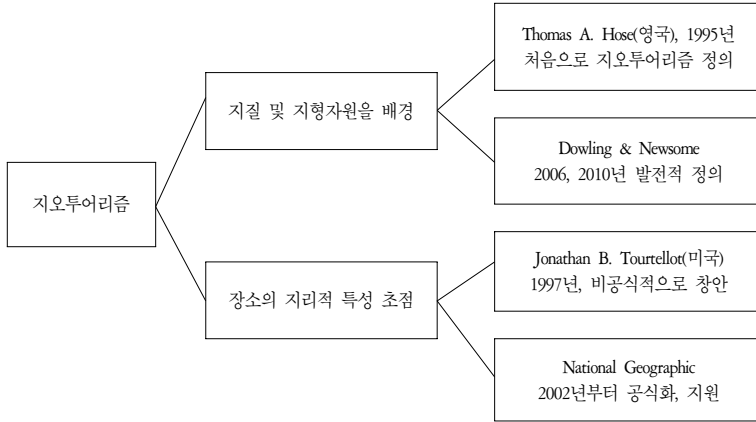 지오투어리즘
지질 및 지형자원을 배경
Thomas A. Hose(영국), 1995년
처음으로 지오투어리즘 정의
Dowling & Newsome
2006, 2010년 발전적 정의
장소의 지리적 특성 초점
Jonathan B. Tourtellot(미국)
1997년, 비공식적으로 창안
National Geographic
2002년부터 공식화, 지원